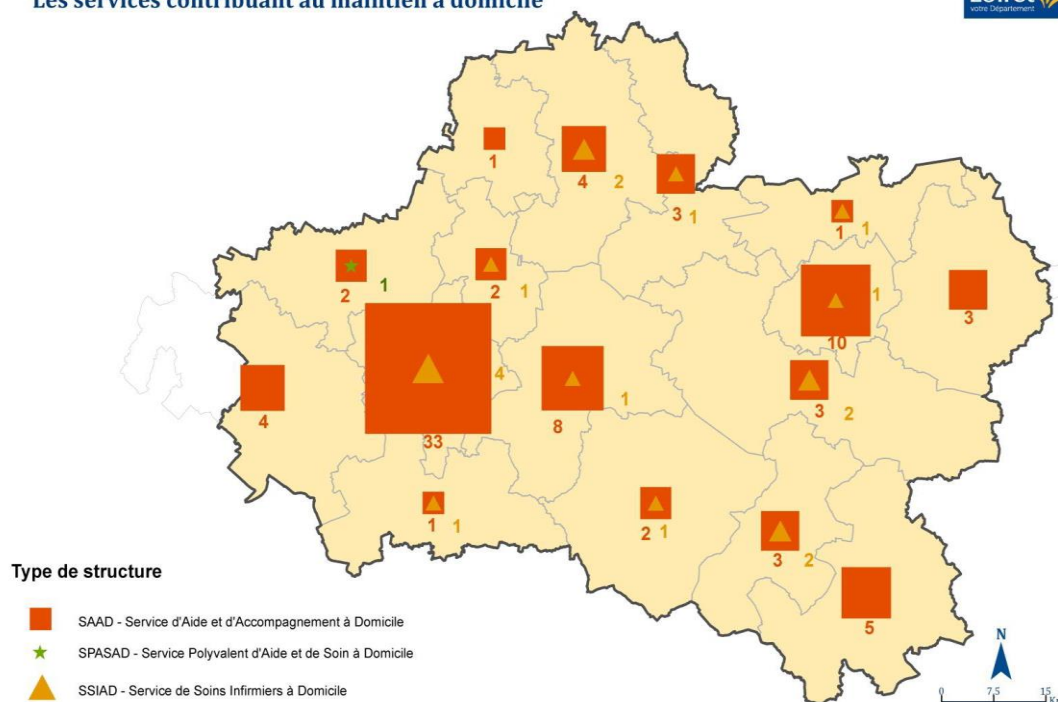 Les services contribuant au maintien à domicile
Loiret
votre Département
1
4 2
3 1
1 1
2 1
2 1
10 1
3
4
33 4
8 1
3 2
1 1
2 1
3 2
5
Type de structure
SAAD - Service d'Aide et d'Accompagnement à Domicile
SPASAD - Service Polyvalent d'Aide et de Soin à Domicile
SSIAD - Service de Soins Infirmiers à Domicile
N
0 7,5 15